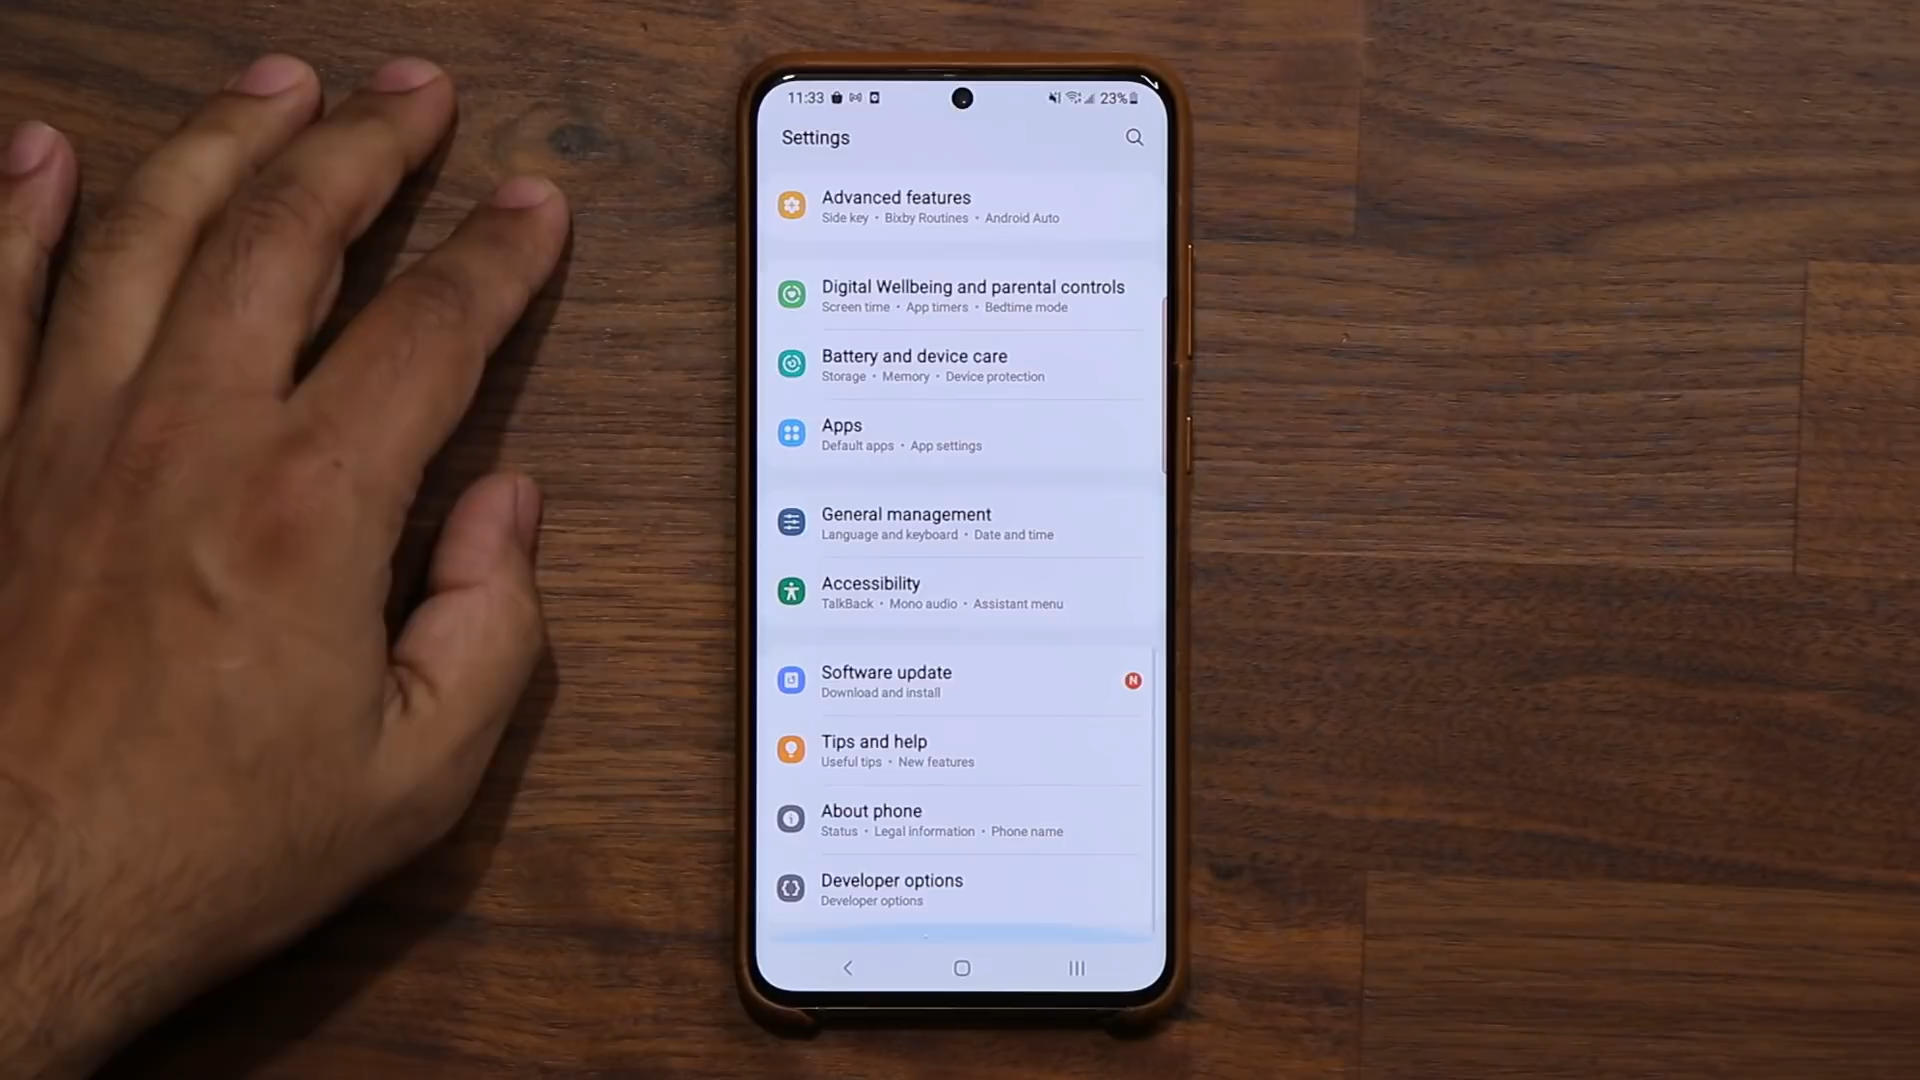 11:33 23%
Settings
Advanced features
Side key • Bixby Routines • Android Auto
Digital Wellbeing and parental controls
Screen time • App timers • Bedtime mode
Battery and device care
Storage • Memory • Device protection
Apps
Default apps • App settings
General management
Language and keyboard • Date and time
Accessibility
TalkBack • Mono audio • Assistant menu
Software update
Download and install
N
Tips and help
Useful tips • New features
About phone
Status • Legal information • Phone name
Developer options
Developer options